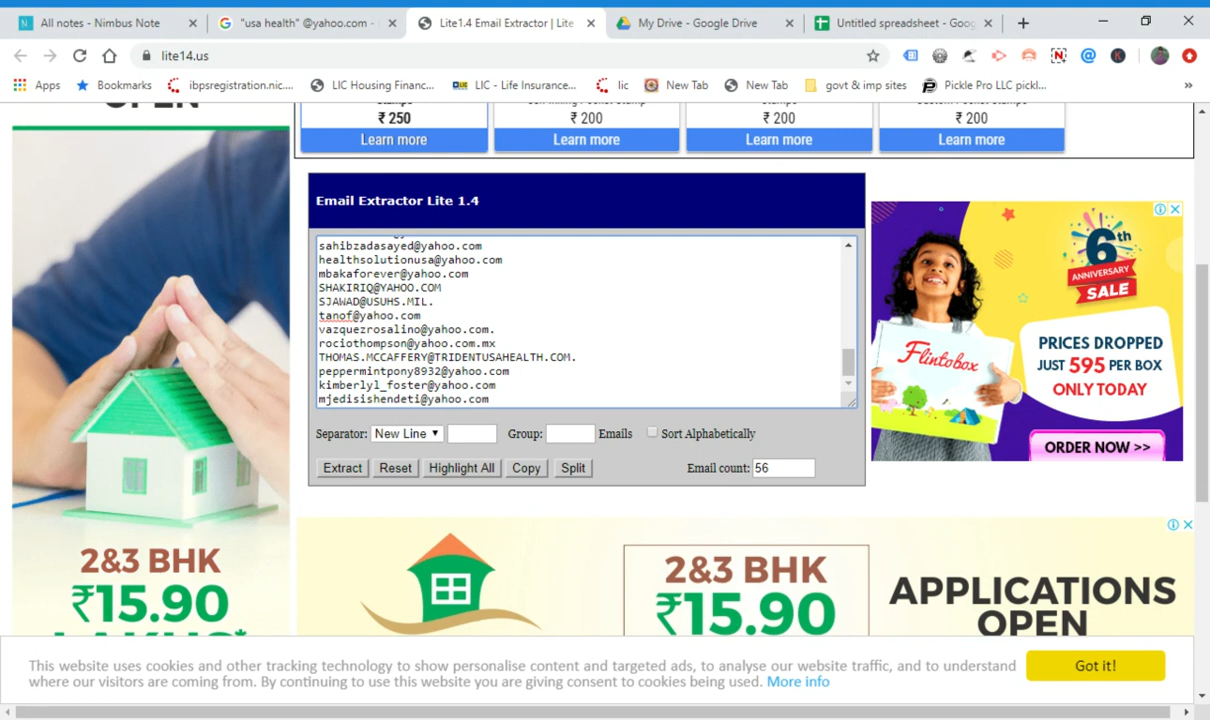 All notes - Nimbus Note
"usa health" @yahoo.com -
Lite1.4 Email Extractor | Lite
My Drive - Google Drive
Untitled spreadsheet - Goog
lite14.us
Apps
Bookmarks
ibpsregistration.nic....
LIC Housing Financ...
LIC - Life Insurance...
lic
New Tab
New Tab
govt & imp sites
Pickle Pro LLC pickl...
»
OPEN
₹ 250
₹ 200
₹ 200
₹ 200
Learn more
Learn more
Learn more
Learn more
Email Extractor Lite 1.4
sahibzadasayed@yahoo.com
healthsolutionusa@yahoo.com
mbakaforever@yahoo.com
SHAKIRIQ@YAHOO.COM
SJAWAD@USUHS.MIL.
tanof@yahoo.com
vazquezrosalino@yahoo.com.
rociothompson@yahoo.com.mx
THOMAS.MCCAFFERY@TRIDENTUSAHEALTH.COM.
peppermintpony8932@yahoo.com
kimberlyl_foster@yahoo.com
mjedisishendeti@yahoo.com
Separator: New Line Group: Emails Sort Alphabetically
Extract Reset Highlight All Copy Split Email count: 56
6th
ANNIVERSARY
SALE
Flintobox
PRICES DROPPED
JUST 595 PER BOX
ONLY TODAY
ORDER NOW >>
2&3 BHK
₹15.90
2&3 BHK
₹15.90
APPLICATIONS
OPEN
This website uses cookies and other tracking technology to show personalise content and targeted ads, to analyse our website traffic, and to understand
where our visitors are coming from. By continuing to use this website you are giving consent to cookies being used. More info
Got it!